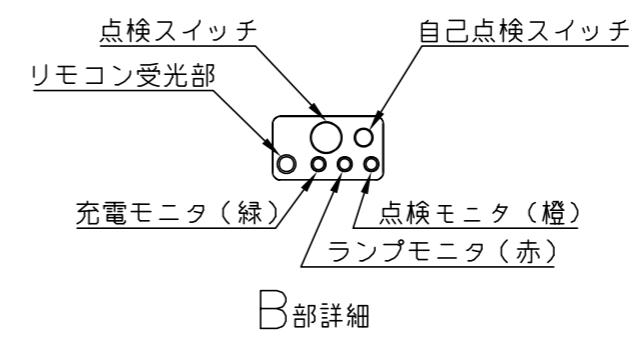 点検スイッチ
自己点検スイッチ
リモコン受光部
充電モニタ(緑)
点検モニタ(橙)
ランプモニタ(赤)
B部詳細